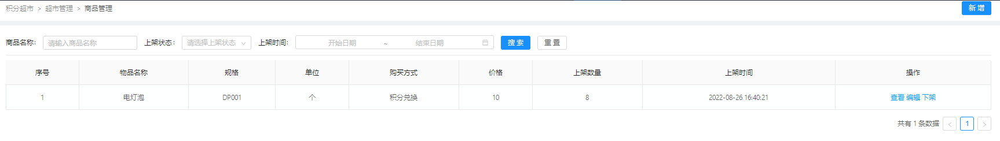 积分超市 > 超市管理 > 商品管理 新增
商品名称: 请输入商品名称 上架状态: 请选择上架状态 上架时间: 开始日期 ~ 结束日期 搜索 重置
序号 物品名称 规格 单位 购买方式 价格 上架数量 上架时间 操作
1 电灯泡 DP001 个 积分兑换 10 8 2022-08-26 16:40:21 查看 编辑 下架
共有 1 条数据 < 1 >